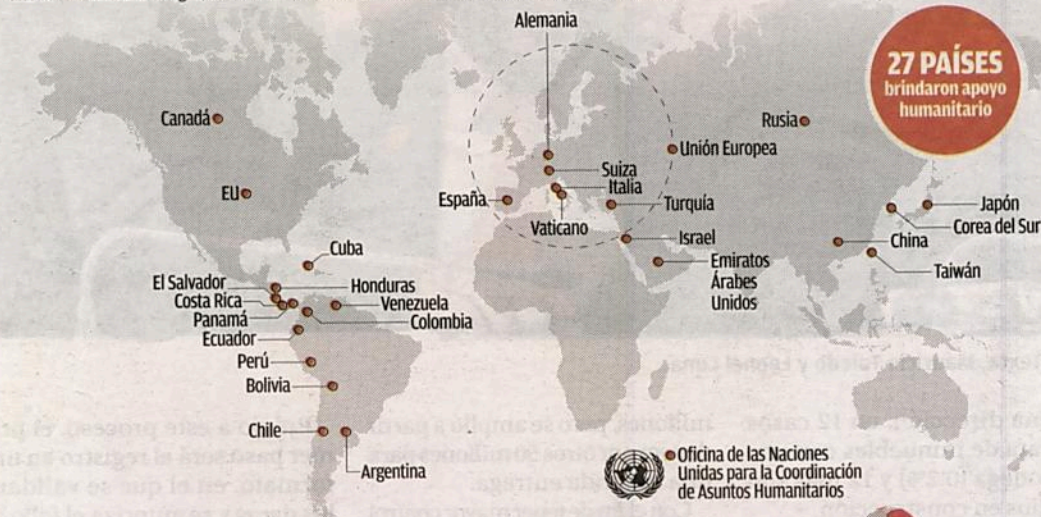 27 PAÍSES
brindaron apoyo
humanitario
Alemania
Canadá
Rusia
Unión Europea
EU
Suiza
Italia
España
Turquía
Vaticano
Japón
Corea del Sur
China
Israel
Emiratos
Árabes
Unidos
Taiwán
Cuba
El Salvador
Honduras
Costa Rica
Venezuela
Panamá
Colombia
Ecuador
Perú
Bolivia
Chile
Argentina
Oficina de las Naciones
Unidas para la Coordinación
de Asuntos Humanitarios